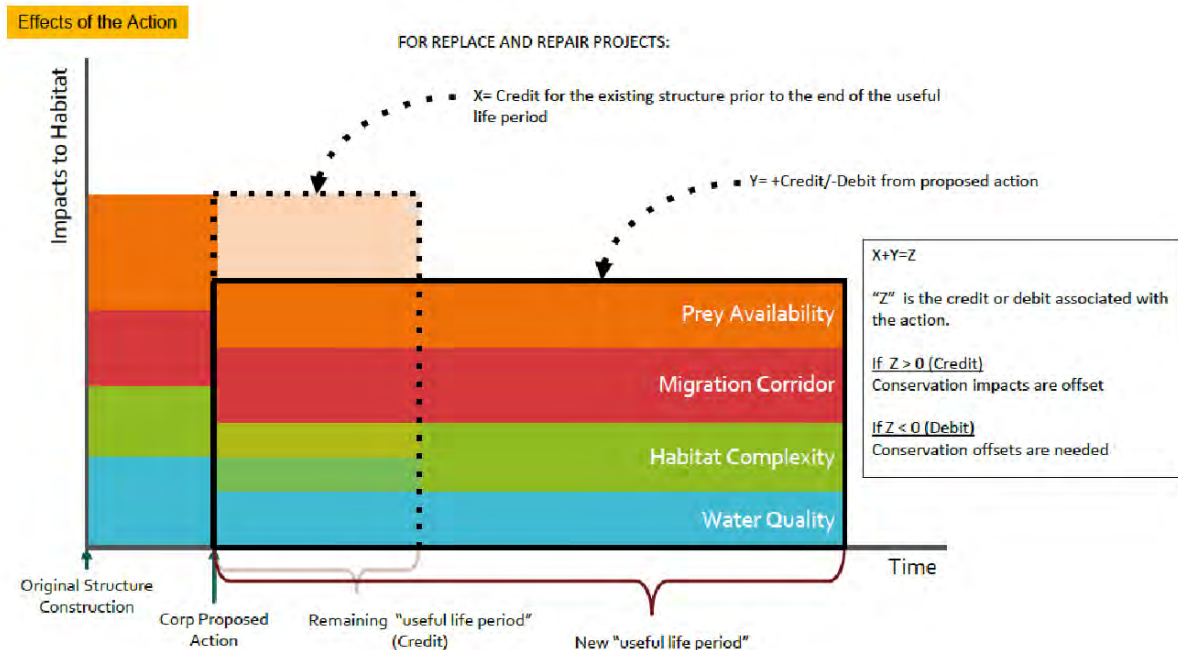 Effects of the Action
FOR REPLACE AND REPAIR PROJECTS:
Impacts to Habitat
X= Credit for the existing structure prior to the end of the useful
life period
Y= +Credit/-Debit from proposed action
X+Y=Z
"Z" is the credit or debit associated with
the action.
If Z > 0 (Credit)
Conservation impacts are offset
If Z < 0 (Debit)
Conservation offsets are needed
Prey Availability
Migration Corridor
Habitat Complexity
Water Quality
Time
Original Structure
Construction
Corp Proposed
Action
Remaining "useful life period"
(Credit)
New "useful life period"